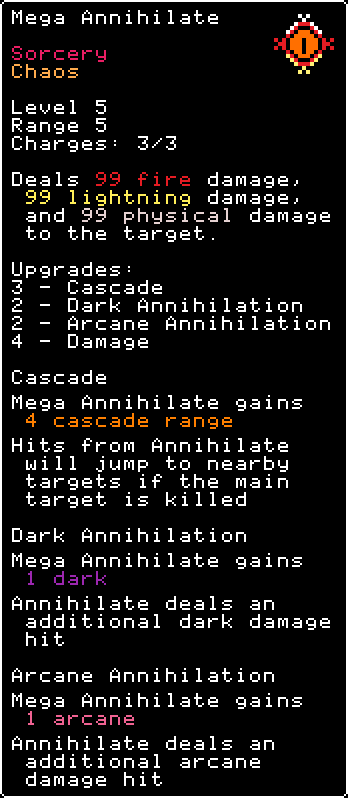 Mega Annihilate
Sorcery
Chaos
Level 5
Range 5
Charges: 3/3
Deals 99 fire damage,
99 lightning damage,
and 99 physical damage
to the target.
Upgrades:
3 - Cascade
2 - Dark Annihilation
2 - Arcane Annihilation
4 - Damage
Cascade
Mega Annihilate gains
4 cascade range
Hits from Annihilate
will jump to nearby
targets if the main
target is killed
Dark Annihilation
Mega Annihilate gains
1 dark
Annihilate deals an
additional dark damage
hit
Arcane Annihilation
Mega Annihilate gains
1 arcane
Annihilate deals an
additional arcane
damage hit